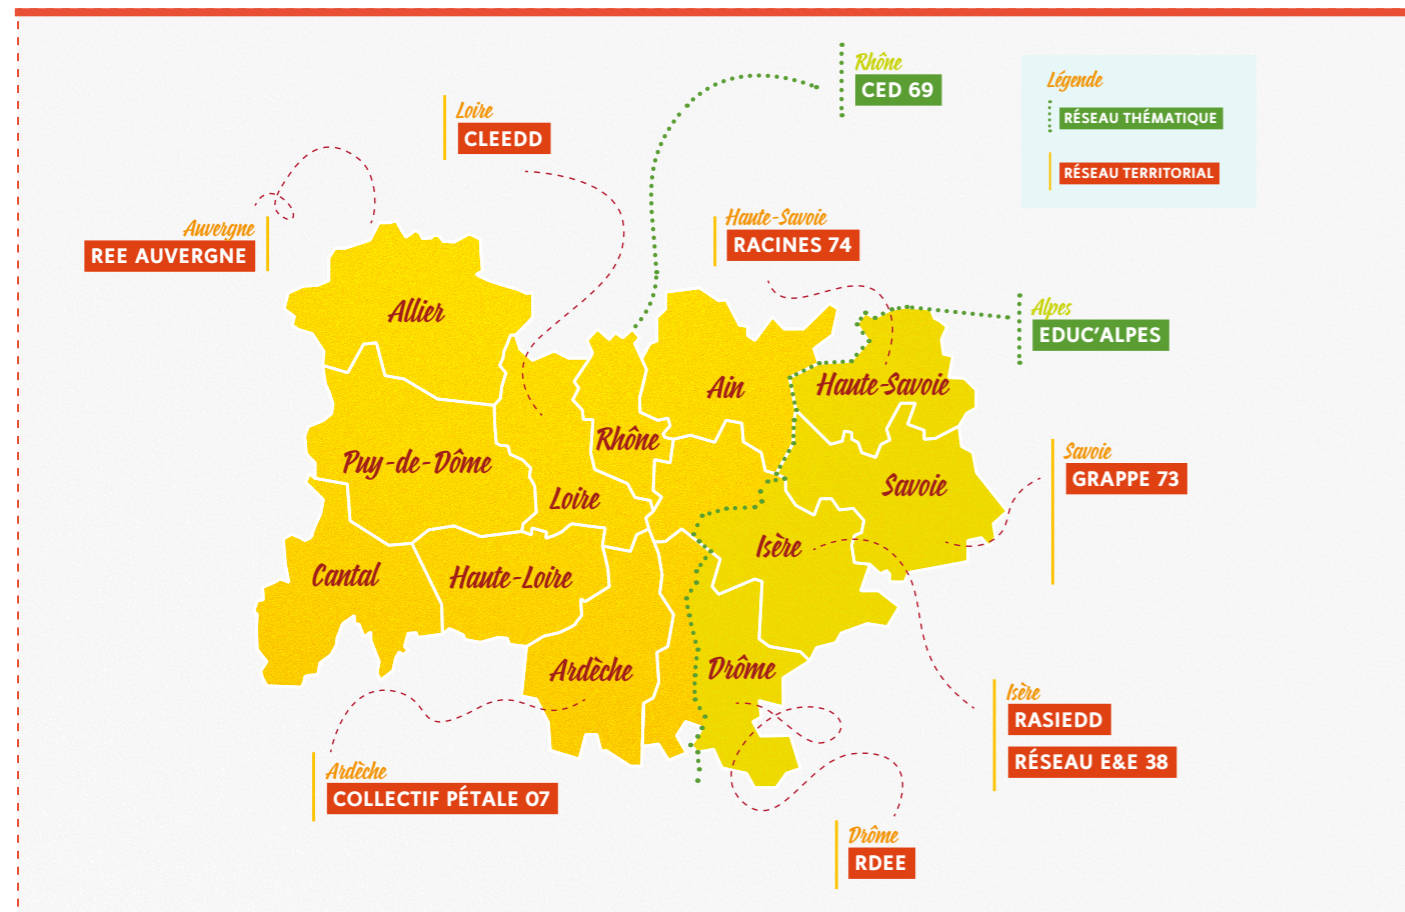 Rhône
CED 69
Légende
RÉSEAU THÉMATIQUE
RÉSEAU TERRITORIAL
Loire
CLEEDD
Auvergne
REE AUVERGNE
Haute-Savoie
RACINES 74
Alpes
EDUC'ALPES
Allier
Ain
Haute-Savoie
Rhône
Puy-de-Dôme
Loire
Savoie
Savoie
GRAPPE 73
Isère
Cantal
Haute-Loire
Ardèche
Drôme
Isère
RASIEDD
RÉSEAU E&E 38
Ardèche
COLLECTIF PÉTALE 07
Drôme
RDEE